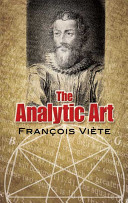 The
Analytic Art
FRANÇOIS VIÈTE